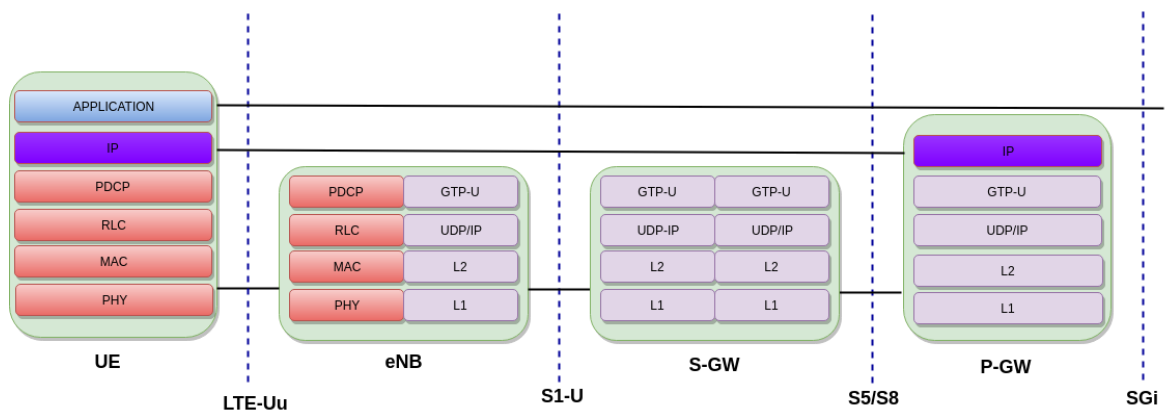 APPLICATION
IP
PDCP
RLC
MAC
PHY
UE
LTE-Uu
PDCP GTP-U
RLC UDP/IP
MAC L2
PHY L1
eNB
S1-U
GTP-U GTP-U
UDP-IP UDP/IP
L2 L2
L1 L1
S-GW
S5/S8
IP
GTP-U
UDP/IP
L2
L1
P-GW
SGi